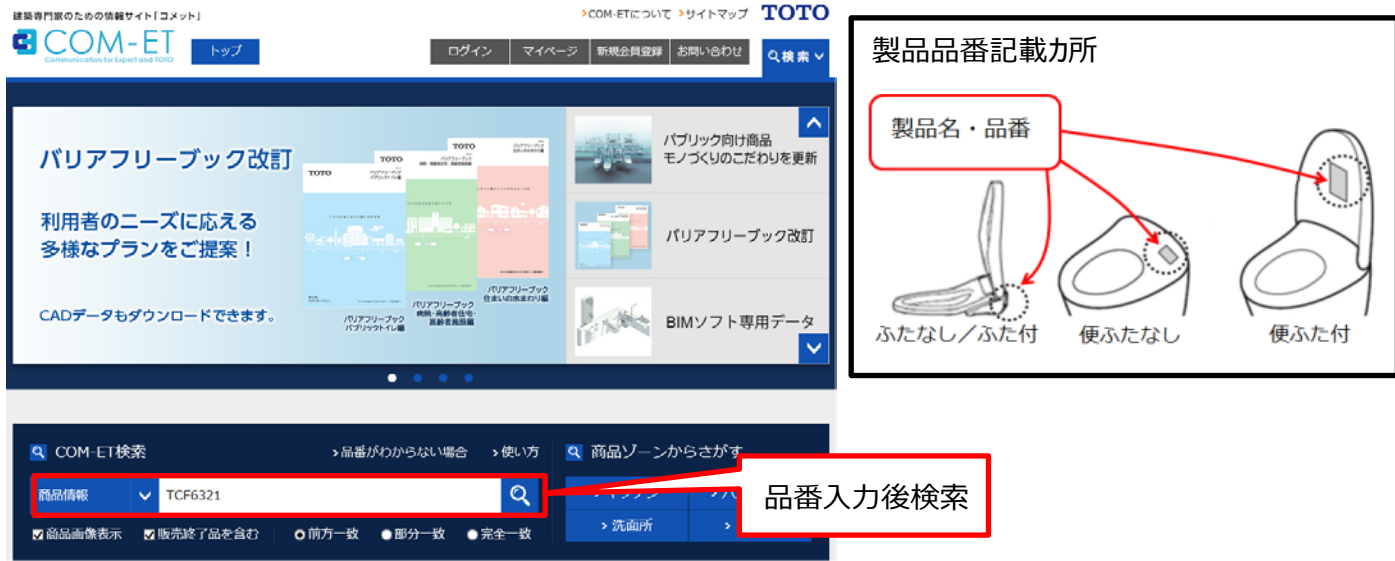 建築専門家のための情報サイト「コメット」
>COM-ETについて >サイトマップ TOTO
COM-ET
Communication for Expert and TOTO
トップ
ログイン マイページ 新規会員登録 お問い合わせ 検索
バリアフリーブック改訂
利用者のニーズに応える
多様なプランをご提案！
CADデータもダウンロードできます。
TOTO
TOTO
TOTO
バリアフリーブック
パブリックトイレ編
バリアフリーブック
病院・高齢者住宅・
高齢者施設編
バリアフリーブック
住まいの水まわり編
パブリック向け商品
モノづくりのこだわりを更新
バリアフリーブック改訂
BIMソフト専用データ
COM-ET検索
>品番がわからない場合 >使い方
商品情報 TCF6321
商品画像表示 販売終了品を含む 前方一致 部分一致 完全一致
商品ゾーンからさがす
>洗面所
品番入力後検索
製品品番記載カ所
製品名・品番
ふたなし／ふた付
便ふたなし
便ふた付